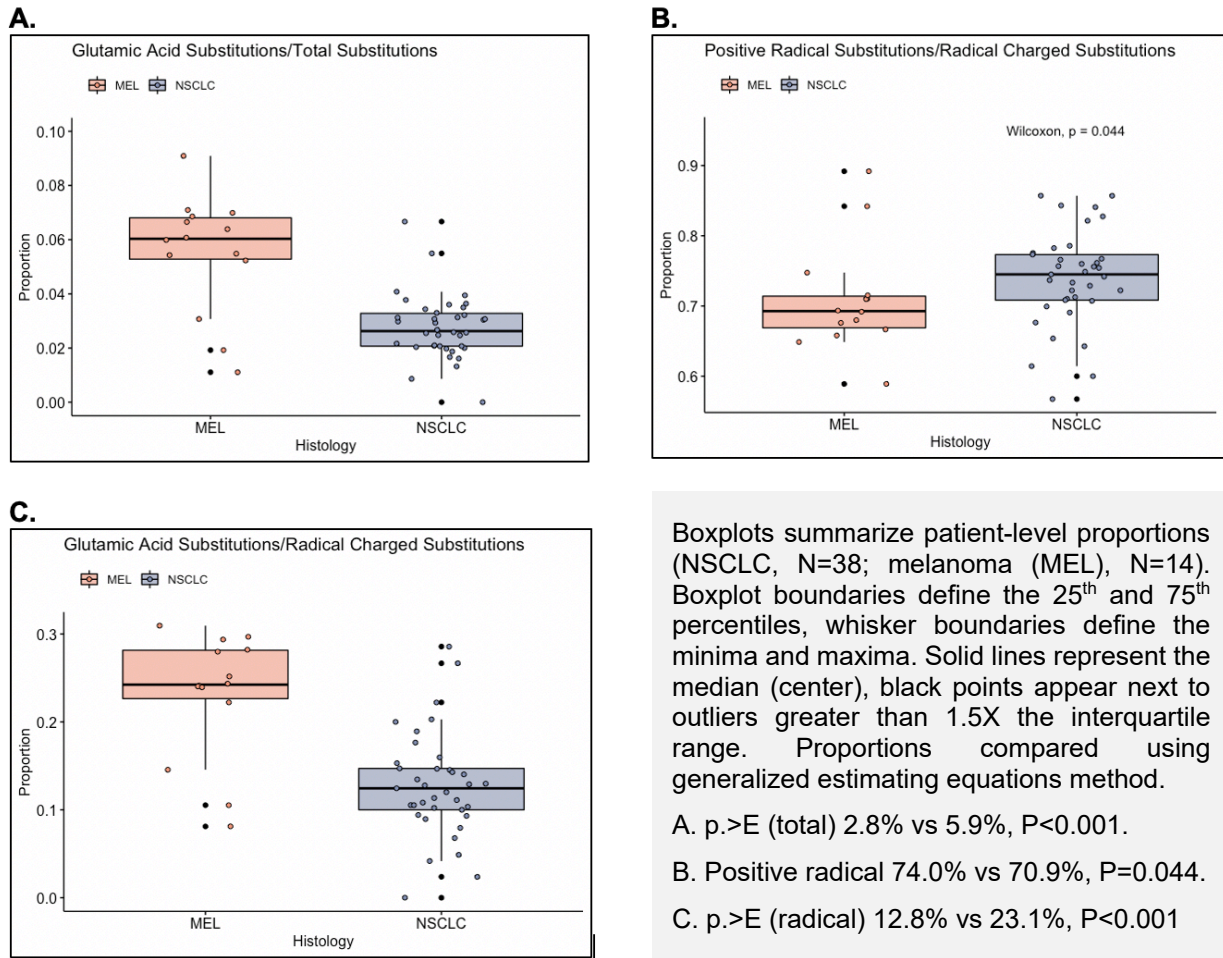 A.
Glutamic Acid Substitutions/Total Substitutions
MEL NSCLC
0.10
0.08
0.06
0.04
0.02
0.00
Proportion
MEL NSCLC
Histology
B.
Positive Radical Substitutions/Radical Charged Substitutions
MEL NSCLC
Wilcoxon, p = 0.044
0.9
0.8
0.7
0.6
Proportion
MEL NSCLC
Histology
C.
Glutamic Acid Substitutions/Radical Charged Substitutions
MEL NSCLC
0.3
0.2
0.1
0.0
Proportion
MEL NSCLC
Histology
Boxplots summarize patient-level proportions
(NSCLC, N=38; melanoma (MEL), N=14).
Boxplot boundaries define the 25th and 75th
percentiles, whisker boundaries define the
minima and maxima. Solid lines represent the
median (center), black points appear next to
outliers greater than 1.5X the interquartile
range. Proportions compared using
generalized estimating equations method.
A. p.>E (total) 2.8% vs 5.9%, P<0.001.
B. Positive radical 74.0% vs 70.9%, P=0.044.
C. p.>E (radical) 12.8% vs 23.1%, P<0.001